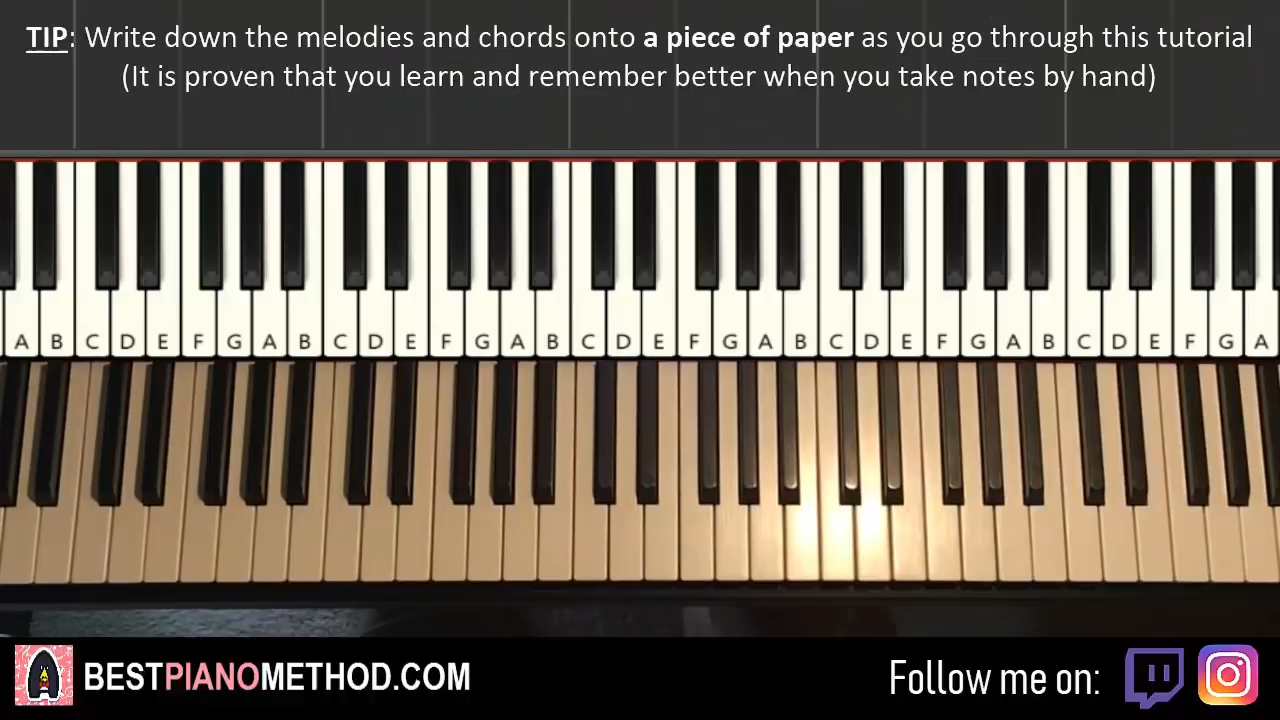 TIP: Write down the melodies and chords onto a piece of paper as you go through this tutorial
(It is proven that you learn and remember better when you take notes by hand)
A B C D E F G A B C D E F G A B C D E F G A B C D E F G A B C D E F G A
BESTPIANOMETHOD.COM
Follow me on: